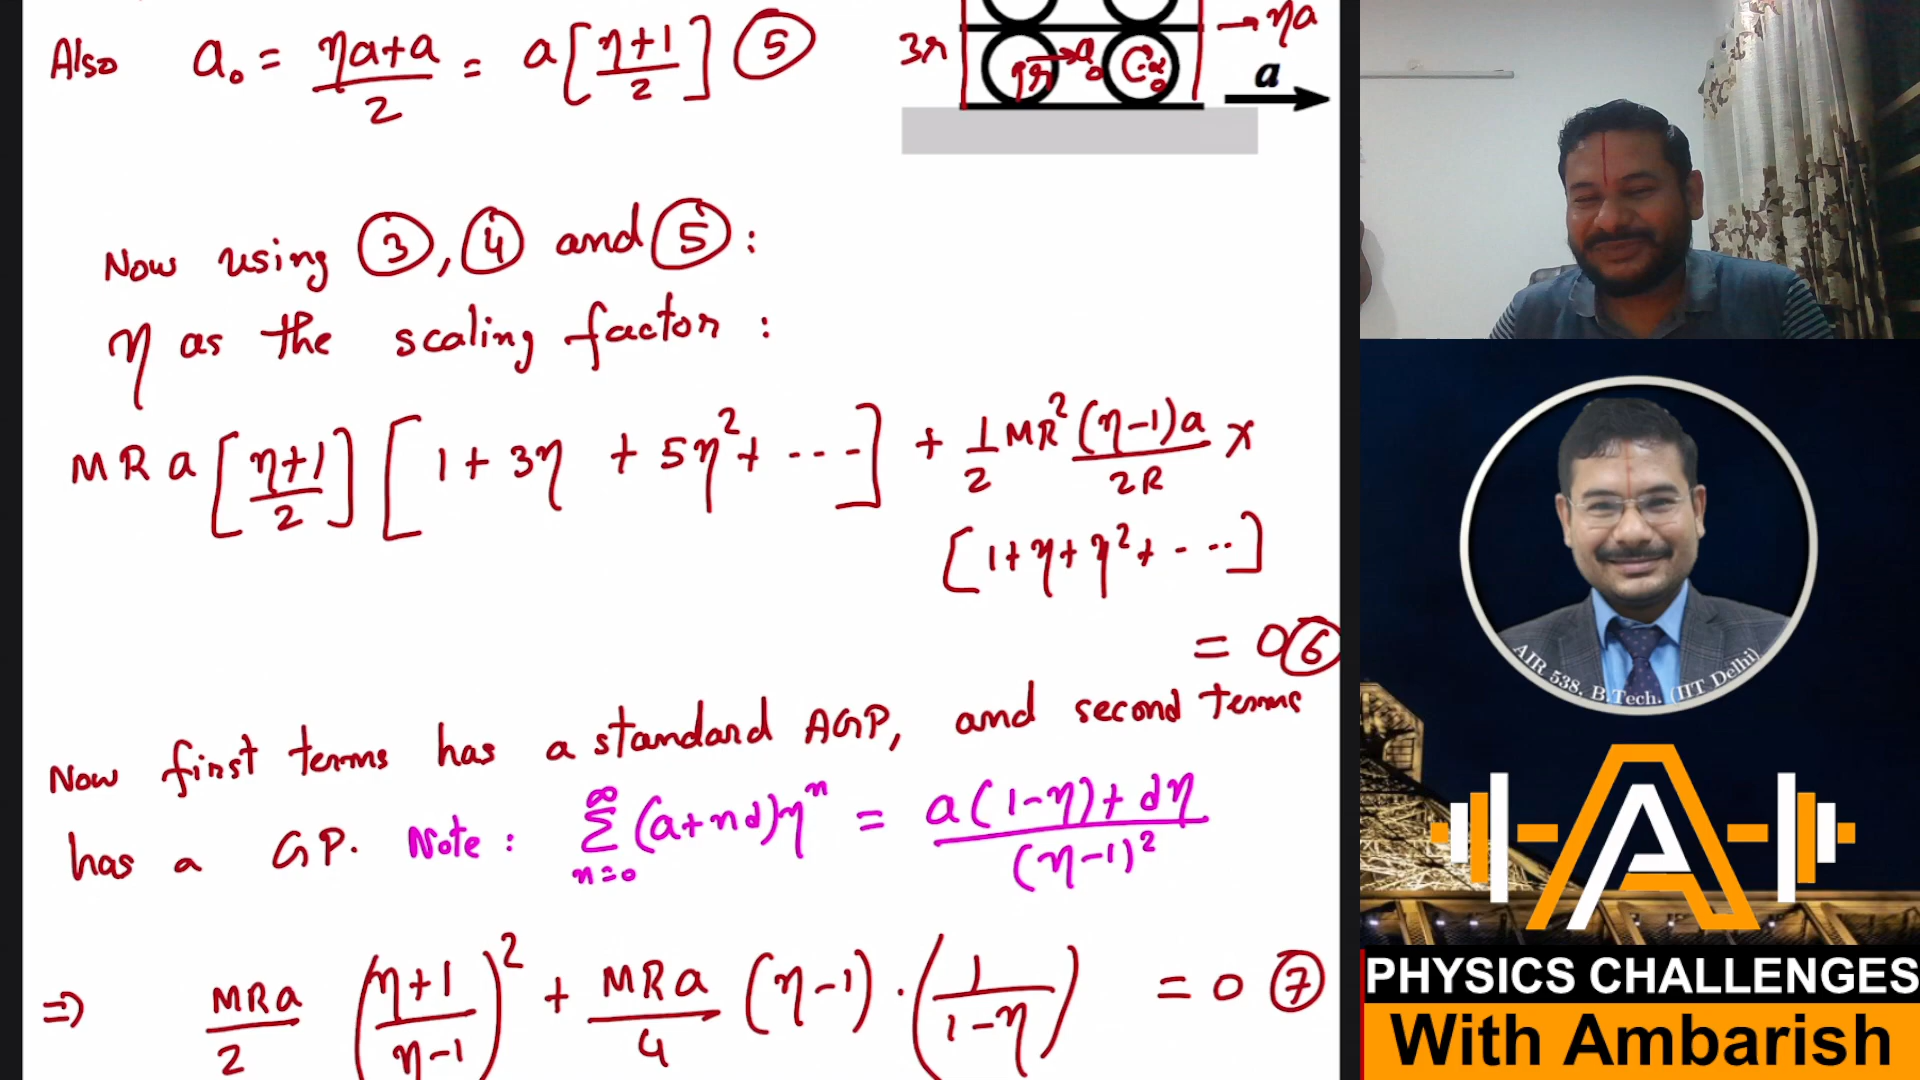 Also a₀ = ηa+a/2 = a[η+1/2] ⑤
3r
→ ηa
a
Now using ③, ④ and ⑤ :
η as the scaling factor :
MRa[η+1/2][1 + 3η + 5η² + ---] + 1/2 MR² (η-1)a/2R ×
[1+η+η²+ - --]
= 0 ⑥
Now first terms has a standard AGP, and second terms
has a GP. Note : ∞∑n=0 (a+nd)ηⁿ = a(1-η)+dη/(η-1)²
=> MRa/2 (η+1/η-1)² + MRa/4 (η-1)·(1/1-η) = 0 ⑦
AIR 538, B.Tech. (IIT Delhi)
PHYSICS CHALLENGES
With Ambarish